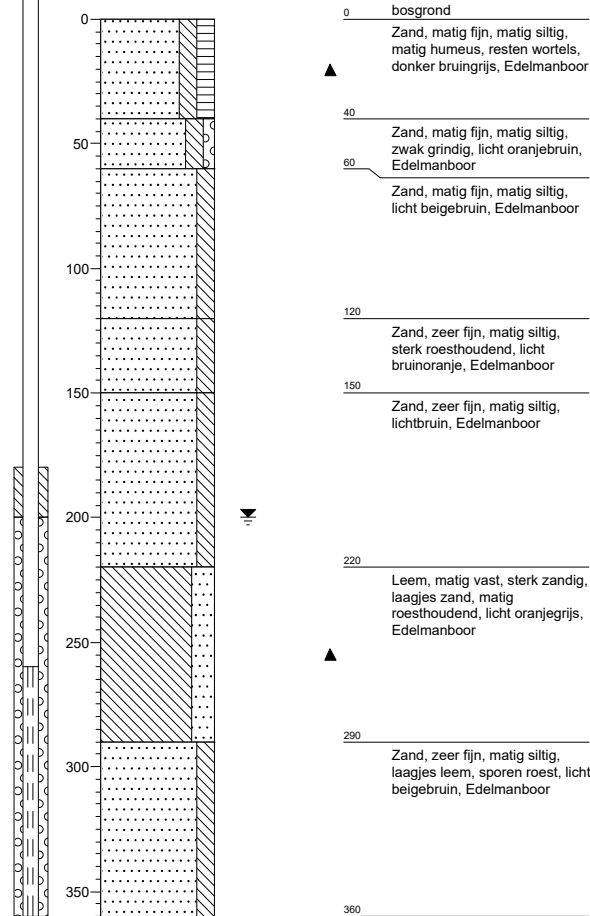 0
50
100
150
200
250
300
350
0
bosgrond
Zand, matig fijn, matig siltig,
matig humeus, resten wortels,
donker bruingrijs, Edelmanboor
40
Zand, matig fijn, matig siltig,
zwak grindig, licht oranjebruin,
Edelmanboor
60
Zand, matig fijn, matig siltig,
licht beigebruin, Edelmanboor
120
Zand, zeer fijn, matig siltig,
sterk roesthoudend, licht
bruinoranje, Edelmanboor
150
Zand, zeer fijn, matig siltig,
lichtbruin, Edelmanboor
220
Leem, matig vast, sterk zandig,
laagjes zand, matig
roesthoudend, licht oranjegrijs,
Edelmanboor
290
Zand, zeer fijn, matig siltig,
laagjes leem, sporen roest, licht
beigebruin, Edelmanboor
360